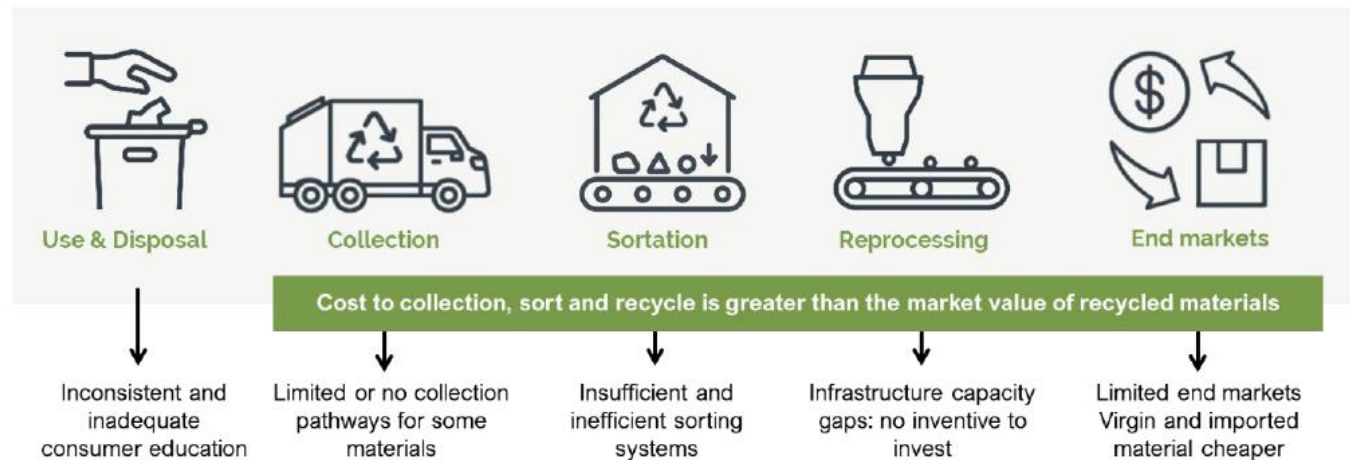 Use & Disposal
Collection
Sortation
Reprocessing
End markets
$
Cost to collection, sort and recycle is greater than the market value of recycled materials
Inconsistent and
inadequate
consumer education
Limited or no collection
pathways for some
materials
Insufficient and
inefficient sorting
systems
Infrastructure capacity
gaps: no inventive to
invest
Limited end markets
Virgin and imported
material cheaper